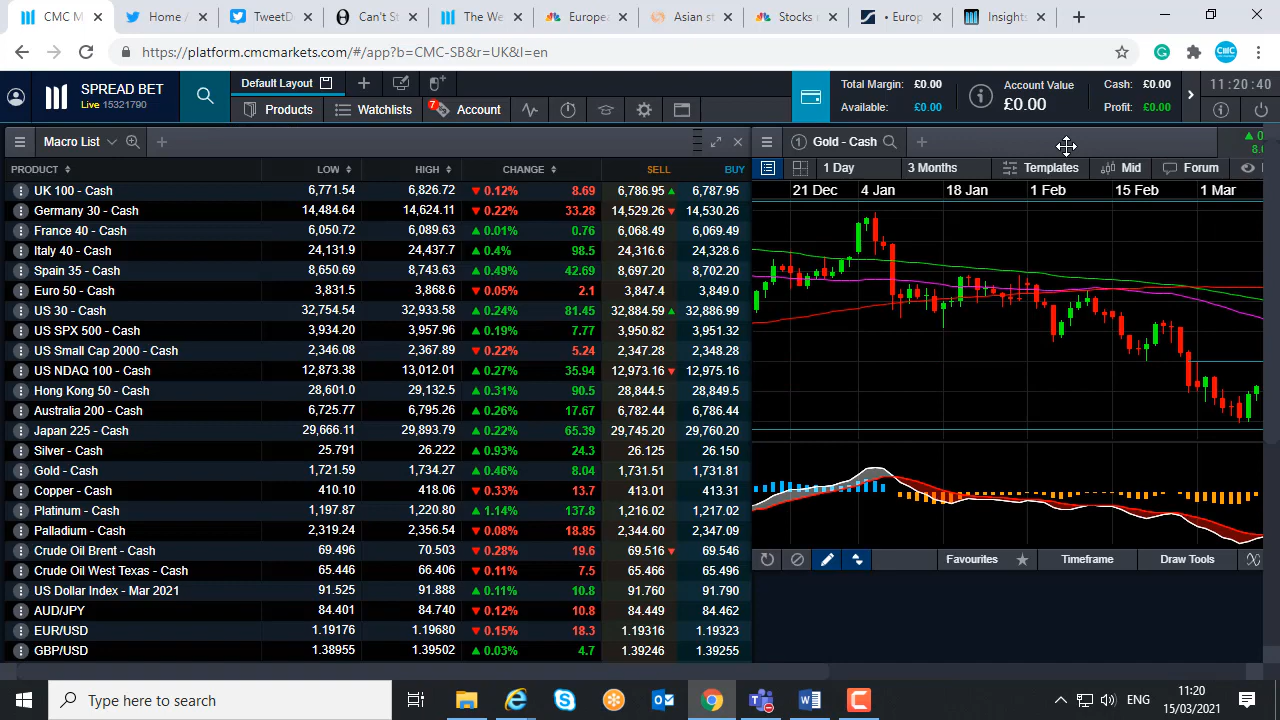 CMC M
Home /
TweetD
Can't St
The We
Europea
Asian st
Stocks r
• Europ
Insights
https://platform.cmcmarkets.com/#/app?b=CMC-SB&r=UK&l=en
SPREAD BET
Live 15321790
Default Layout
Products
Watchlists
7
Account
Total Margin: £0.00
Available: £0.00
Account Value
£0.00
Cash: £0.00
Profit: £0.00
11:20:40
Macro List
1 Gold - Cash
PRODUCT LOW HIGH CHANGE SELL BUY
1 Day 3 Months Templates Mid Forum
21 Dec 4 Jan 18 Jan 1 Feb 15 Feb 1 Mar
UK 100 - Cash 6,771.54 6,826.72 0.12% 8.69 6,786.95 6,787.95
Germany 30 - Cash 14,484.64 14,624.11 0.22% 33.28 14,529.26 14,530.26
France 40 - Cash 6,050.72 6,099.63 0.01% 0.76 6,068.49 6,069.49
Italy 40 - Cash 24,131.9 24,437.7 0.4% 98.5 24,316.6 24,328.6
Spain 35 - Cash 8,650.69 8,743.63 0.49% 42.69 8,697.20 8,702.20
Euro 50 - Cash 3,831.5 3,868.6 0.05% 2.1 3,847.4 3,849.0
US 30 - Cash 32,754.54 32,933.58 0.24% 81.45 32,884.59 32,886.99
US SPX 500 - Cash 3,934.20 3,957.96 0.19% 7.77 3,950.82 3,951.32
US Small Cap 2000 - Cash 2,346.08 2,367.89 0.22% 5.24 2,347.28 2,348.28
US NDAQ 100 - Cash 12,873.38 13,012.01 0.27% 35.94 12,973.16 12,975.16
Hong Kong 50 - Cash 28,601.0 29,132.5 0.31% 90.5 28,844.5 28,849.5
Australia 200 - Cash 6,725.77 6,795.26 0.26% 17.67 6,782.44 6,786.44
Japan 225 - Cash 29,666.11 29,893.79 0.22% 65.39 29,745.20 29,760.20
Silver - Cash 25.791 26.222 0.93% 24.3 26.125 26.150
Gold - Cash 1,721.59 1,734.27 0.46% 8.04 1,731.51 1,731.81
Copper - Cash 410.10 418.06 0.33% 13.7 413.01 413.31
Platinum - Cash 1,197.87 1,220.80 1.14% 137.8 1,216.02 1,217.02
Palladium - Cash 2,319.24 2,356.54 0.08% 18.85 2,344.60 2,347.09
Crude Oil Brent - Cash 69.496 70.503 0.28% 19.6 69.516 69.546
Crude Oil West Texas - Cash 65.446 66.406 0.11% 7.5 65.466 65.496
US Dollar Index - Mar 2021 91.525 91.888 0.11% 10.8 91.760 91.790
AUD/JPY 84.401 84.740 0.12% 10.8 84.449 84.462
EUR/USD 1.19176 1.19680 0.15% 18.3 1.19316 1.19323
GBP/USD 1.38955 1.39502 0.03% 4.7 1.39246 1.39255
Favourites Timeframe Draw Tools
Type here to search
ENG
11:20
15/03/2021